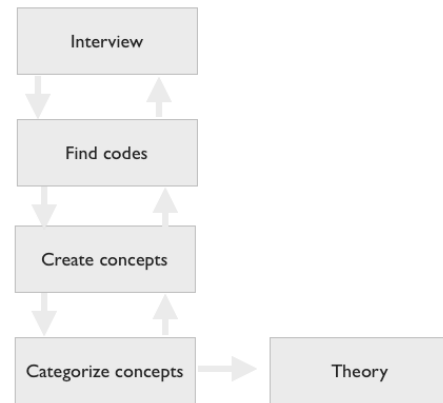 Interview
Find codes
Create concepts
Categorize concepts
Theory